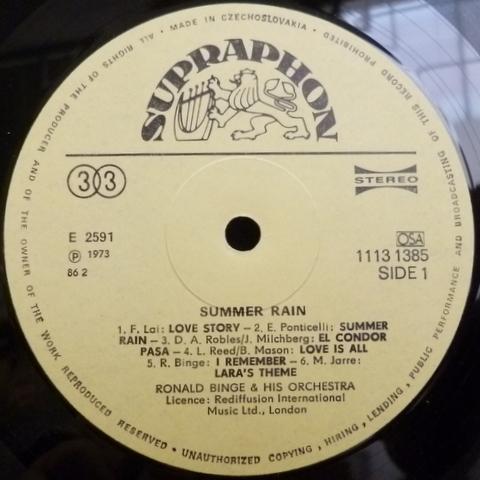 • MADE IN CZECHOSLOVAKIA •
ALL RIGHTS OF THE PRODUCER AND OF THE OWNER OF THE WORK REPRODUCED RESERVED • UNAUTHORIZED COPYING, HIRING, LENDING, PUBLIC PERFORMANCE AND BROADCASTING OF THIS RECORD PROHIBITED
SUPRAPHON
33
STEREO
E 2591
Ⓟ 1973
86 2
OSA
1113 1385
SIDE 1
SUMMER RAIN
1. F. Lai: LOVE STORY – 2. E. Ponticelli: SUMMER
RAIN – 3. D. A. Robles/J. Milchberg: EL CONDOR
PASA – 4. L. Reed/B. Mason: LOVE IS ALL
5. R. Binge: I REMEMBER – 6. M. Jarre:
LARA'S THEME
RONALD BINGE & HIS ORCHESTRA
Licence: Rediffusion International
Music Ltd., London